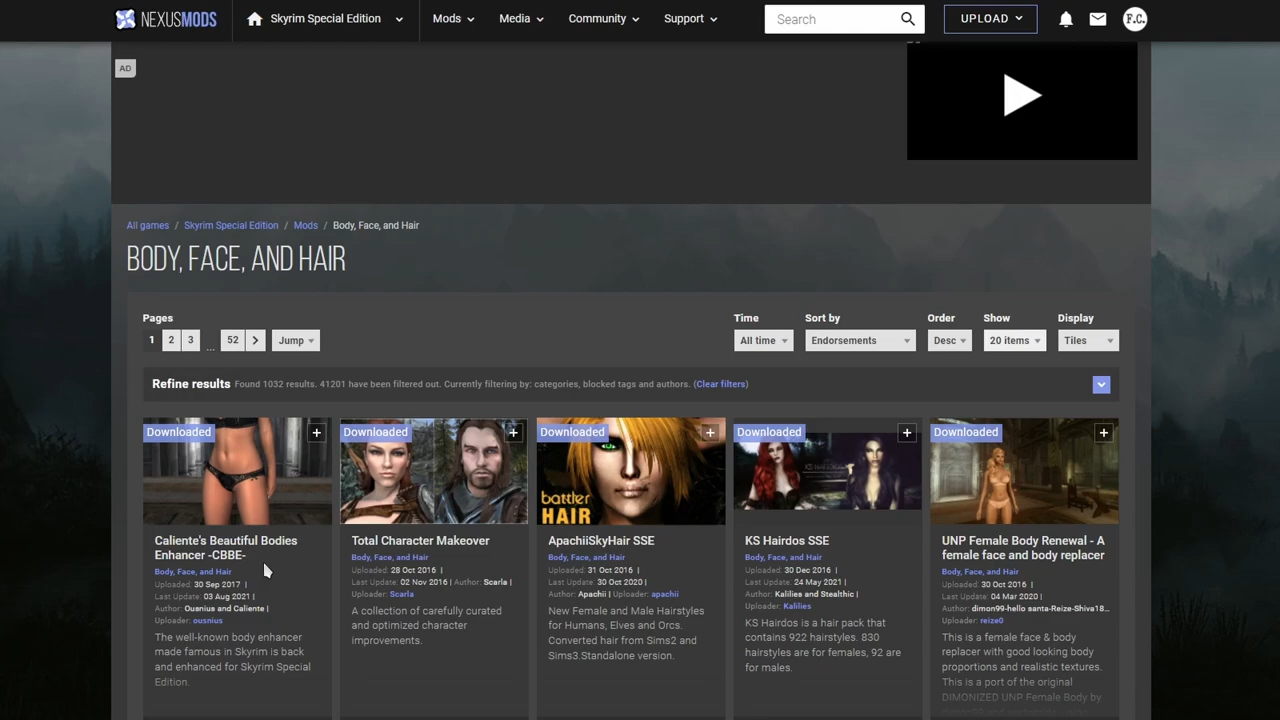 NEXUSMODS
Skyrim Special Edition
Mods
Media
Community
Support
Search
UPLOAD
F.C.
AD
All games / Skyrim Special Edition / Mods / Body, Face, and Hair
BODY, FACE, AND HAIR
Pages
1 2 3 ... 52 > Jump
Time
All time
Sort by
Endorsements
Order
Desc
Show
20 items
Display
Tiles
Refine results Found 1032 results. 41201 have been filtered out. Currently filtering by: categories, blocked tags and authors. (Clear filters)
Downloaded
Caliente's Beautiful Bodies
Enhancer -CBBE-
Body, Face, and Hair
Uploaded: 30 Sep 2017 |
Last Update: 03 Aug 2021 |
Author: Ousnius and Caliente |
Uploader: ousnius
The well-known body enhancer
made famous in Skyrim is back
and enhanced for Skyrim Special
Edition.
Downloaded
Total Character Makeover
Body, Face, and Hair
Uploaded: 28 Oct 2016 |
Last Update: 02 Nov 2016 | Author: Scarla |
Uploader: Scarla
A collection of carefully curated
and optimized character
improvements.
Downloaded
battler
HAIR
ApachiiSkyHair SSE
Body, Face, and Hair
Uploaded: 31 Oct 2016 |
Last Update: 30 Oct 2020 |
Author: Apachii | Uploader: apachii
New Female and Male Hairstyles
for Humans, Elves and Orcs.
Converted hair from Sims2 and
Sims3.Standalone version.
Downloaded
KS HAIRDOS SSE
KS Hairdos SSE
Body, Face, and Hair
Uploaded: 30 Dec 2016 |
Last Update: 24 May 2021 |
Author: Kalilies and Stealthic |
Uploader: Kalilies
KS Hairdos is a hair pack that
contains 922 hairstyles. 830
hairstyles are for females, 92 are
for males.
Downloaded
UNP Female Body Renewal - A
female face and body replacer
Body, Face, and Hair
Uploaded: 30 Oct 2016 |
Last Update: 04 Mar 2020 |
Author: dimon99-hello santa-Reize-Shiva18...
Uploader: reize0
This is a female face & body
replacer with good looking body
proportions and realistic textures.
This is a part of the original
DIMONIZED UNP Female Body by